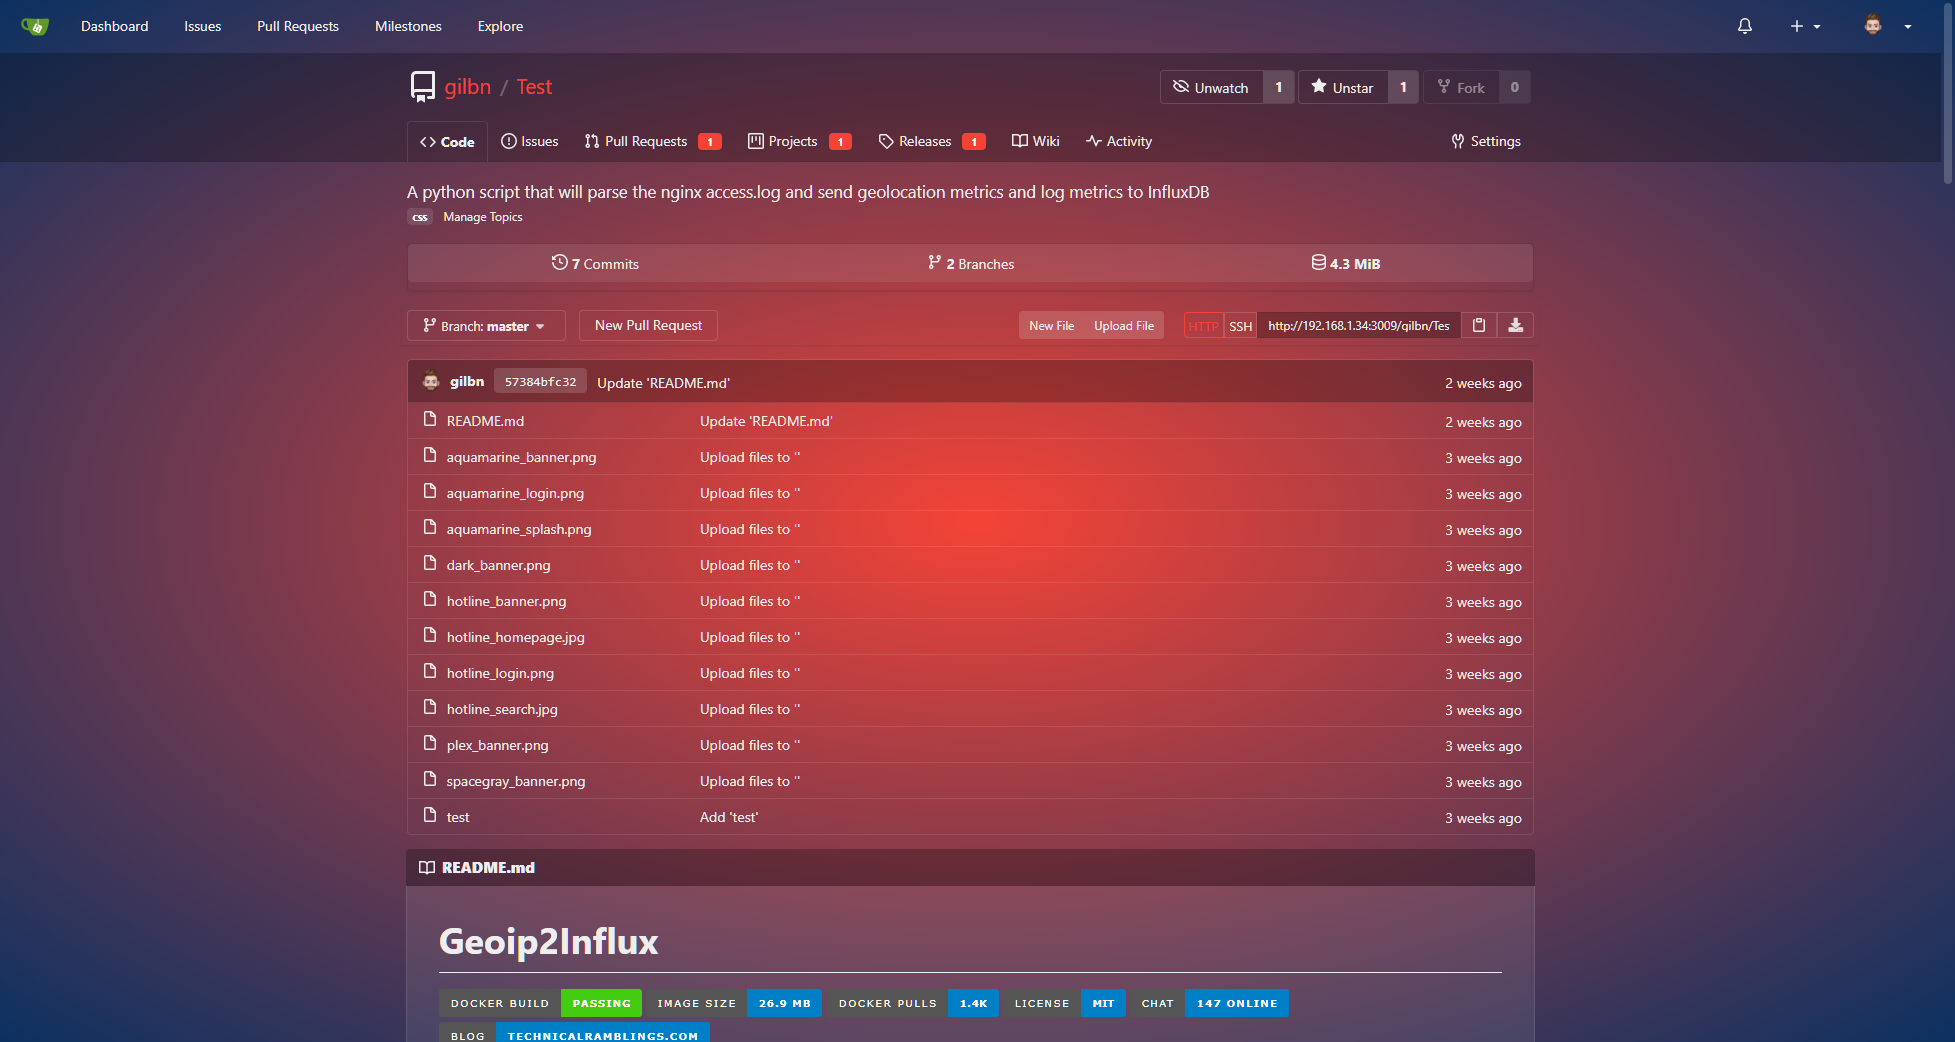 Dashboard Issues Pull Requests Milestones Explore
gilbn / Test
Unwatch 1 Unstar 1 Fork 0
Code Issues Pull Requests 1 Projects 1 Releases 1 Wiki Activity Settings
A python script that will parse the nginx access.log and send geolocation metrics and log metrics to InfluxDB
css Manage Topics
7 Commits 2 Branches 4.3 MiB
Branch: master New Pull Request New File Upload File HTTP SSH http://192.168.1.34:3009/gilbn/Tes
gilbn 57384bfc32 Update 'README.md' 2 weeks ago
README.md Update 'README.md' 2 weeks ago
aquamarine_banner.png Upload files to '' 3 weeks ago
aquamarine_login.png Upload files to '' 3 weeks ago
aquamarine_splash.png Upload files to '' 3 weeks ago
dark_banner.png Upload files to '' 3 weeks ago
hotline_banner.png Upload files to '' 3 weeks ago
hotline_homepage.jpg Upload files to '' 3 weeks ago
hotline_login.png Upload files to '' 3 weeks ago
hotline_search.jpg Upload files to '' 3 weeks ago
plex_banner.png Upload files to '' 3 weeks ago
spacegray_banner.png Upload files to '' 3 weeks ago
test Add 'test' 3 weeks ago
README.md
Geoip2Influx
DOCKER BUILD PASSING IMAGE SIZE 26.9 MB DOCKER PULLS 1.4K LICENSE MIT CHAT 147 ONLINE
BLOG TECHNICALRAMBLINGS.COM